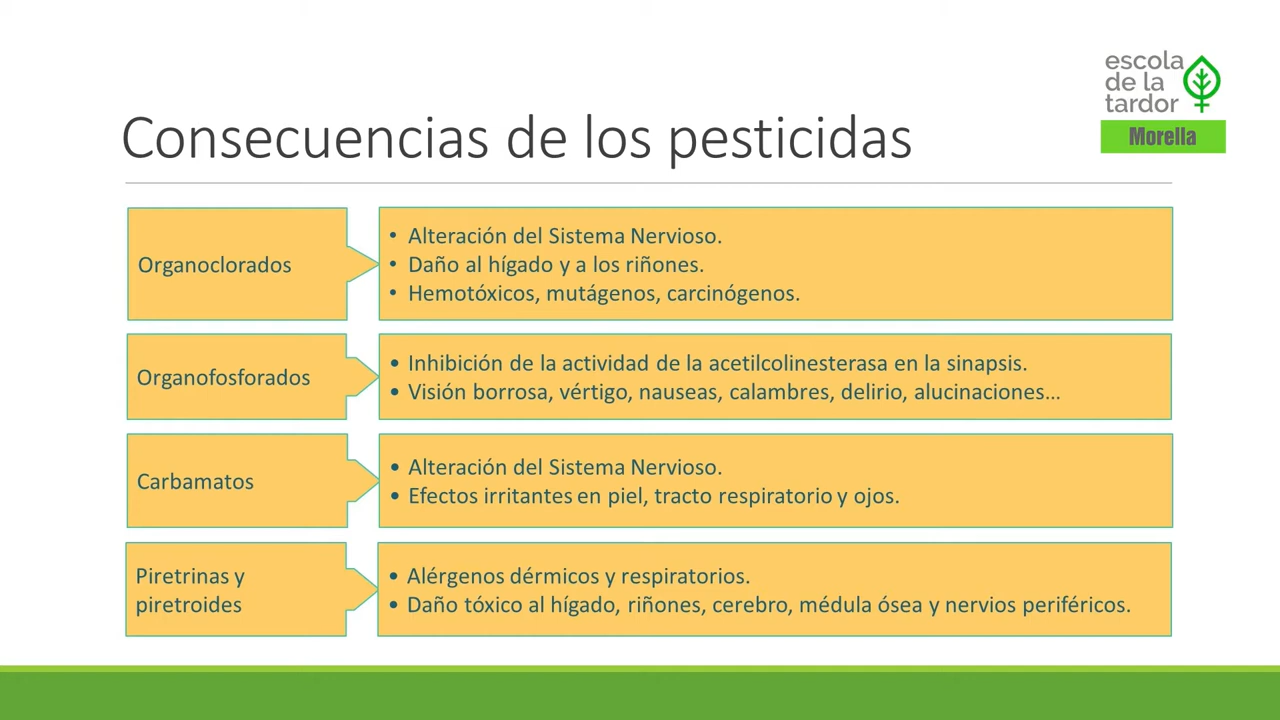 escola
de la
tardor
Morella
Consecuencias de los pesticidas
Organoclorados
• Alteración del Sistema Nervioso.
• Daño al hígado y a los riñones.
• Hemotóxicos, mutágenos, carcinógenos.
Organofosforados
• Inhibición de la actividad de la acetilcolinesterasa en la sinapsis.
• Visión borrosa, vértigo, nauseas, calambres, delirio, alucinaciones...
Carbamatos
• Alteración del Sistema Nervioso.
• Efectos irritantes en piel, tracto respiratorio y ojos.
Piretrinas y
piretroides
• Alérgenos dérmicos y respiratorios.
• Daño tóxico al hígado, riñones, cerebro, médula ósea y nervios periféricos.